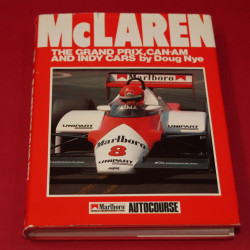 McLAREN
THE GRAND PRIX, CAN-AM
AND INDY CARS by Doug Nye
Marlboro
UNIPART
UNIPART
Marlboro
8
Marlboro
AUTOCOURSE